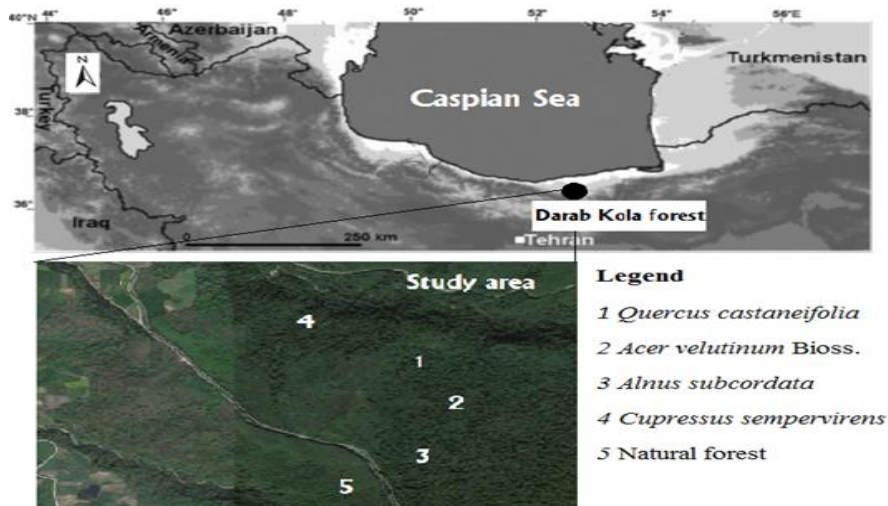 40°N 44° 46° 48° 50° 52° 54° 56°E
Azerbaijan
Armenia
N
Turkmenistan
Caspian Sea
38°
Turkey
36°
Darab Kola forest
Iraq
0 250 km
Tehran
Study area
Legend
4
1 Quercus castaneifolia
1
2 Acer velutinum Bioss.
2
3 Alnus subcordata
4 Cupressus sempervirens
3
5 Natural forest
5